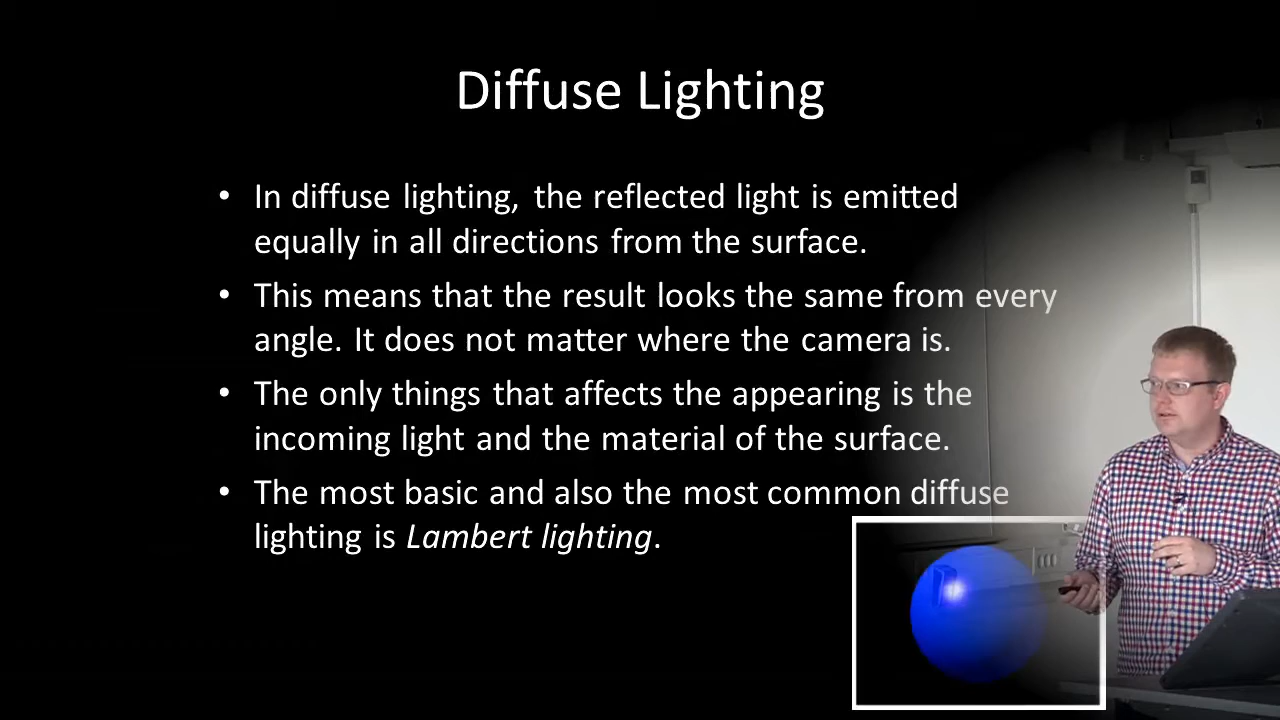 Diffuse Lighting
• In diffuse lighting, the reflected light is emitted
equally in all directions from the surface.
• This means that the result looks the same from every
angle. It does not matter where the camera is.
• The only things that affects the appearing is the
incoming light and the material of the surface.
• The most basic and also the most common diffuse
lighting is Lambert lighting.